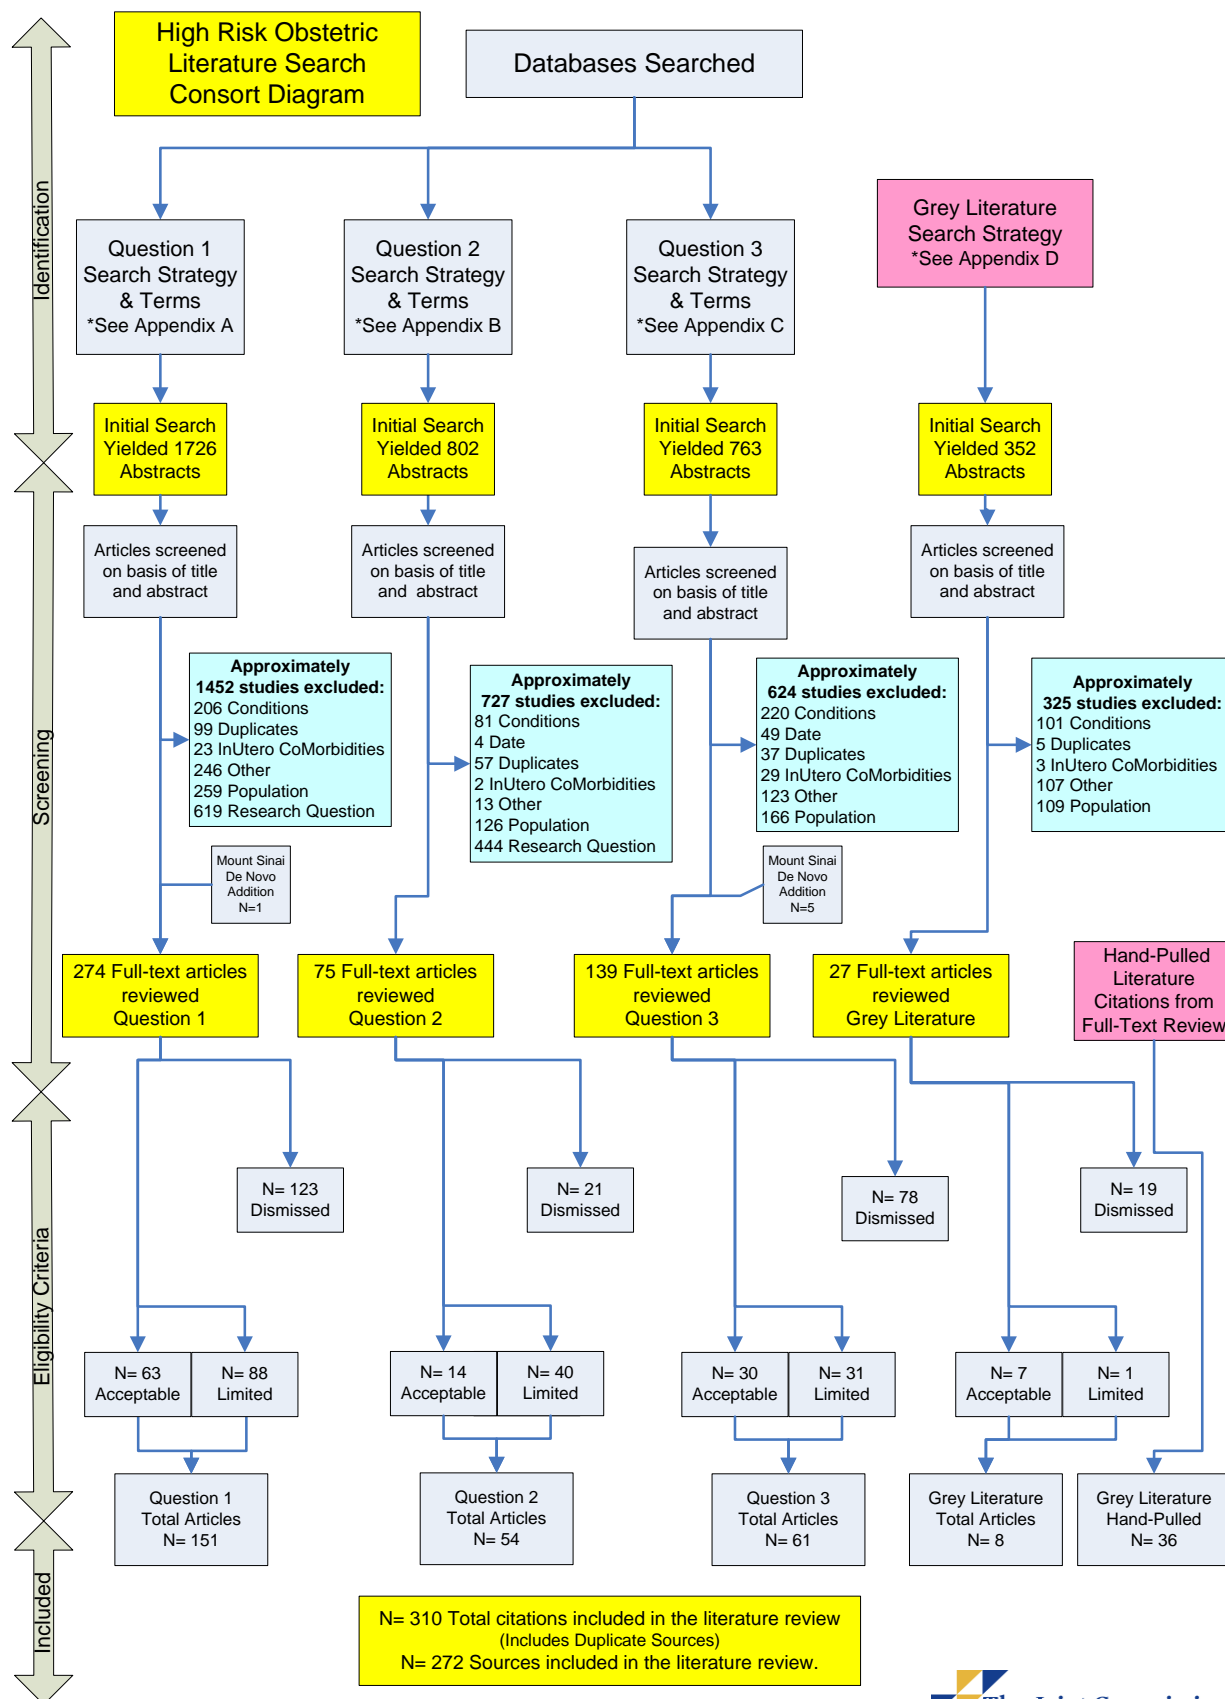 High Risk Obstetric
Literature Search
Consort Diagram
Databases Searched
Identification
Question 1
Search Strategy
& Terms
*See Appendix A
Question 2
Search Strategy
& Terms
*See Appendix B
Question 3
Search Strategy
& Terms
*See Appendix C
Grey Literature
Search Strategy
*See Appendix D
Initial Search
Yielded 1726
Abstracts
Initial Search
Yielded 802
Abstracts
Initial Search
Yielded 763
Abstracts
Initial Search
Yielded 352
Abstracts
Screening
Articles screened
on basis of title
and abstract
Articles screened
on basis of title
and abstract
Articles screened
on basis of title
and abstract
Articles screened
on basis of title
and abstract
Approximately
1452 studies excluded:
206 Conditions
99 Duplicates
23 InUtero CoMorbidities
246 Other
259 Population
619 Research Question
Approximately
727 studies excluded:
81 Conditions
4 Date
57 Duplicates
2 InUtero CoMorbidities
13 Other
126 Population
444 Research Question
Approximately
624 studies excluded:
220 Conditions
49 Date
37 Duplicates
29 InUtero CoMorbidities
123 Other
166 Population
Approximately
325 studies excluded:
101 Conditions
5 Duplicates
3 InUtero CoMorbidities
107 Other
109 Population
Mount Sinai
De Novo
Addition
N=1
Mount Sinai
De Novo
Addition
N=5
274 Full-text articles
reviewed
Question 1
75 Full-text articles
reviewed
Question 2
139 Full-text articles
reviewed
Question 3
27 Full-text articles
reviewed
Grey Literature
Hand-Pulled
Literature
Citations from
Full-Text Review
Eligibility Criteria
N= 123
Dismissed
N= 21
Dismissed
N= 78
Dismissed
N= 19
Dismissed
N= 63
Acceptable
N= 88
Limited
N= 14
Acceptable
N= 40
Limited
N= 30
Acceptable
N= 31
Limited
N= 7
Acceptable
N= 1
Limited
Question 1
Total Articles
N= 151
Question 2
Total Articles
N= 54
Question 3
Total Articles
N= 61
Grey Literature
Total Articles
N= 8
Grey Literature
Hand-Pulled
N= 36
Included
N= 310 Total citations included in the literature review
(Includes Duplicate Sources)
N= 272 Sources included in the literature review.
The Joint